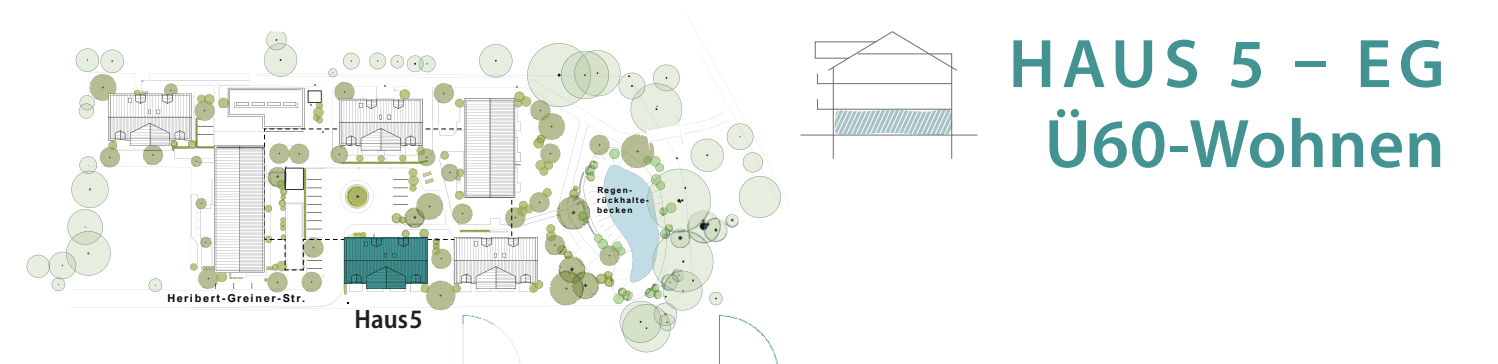 HAUS 5 – EG
Ü60-Wohnen
Regen-
rückhalte-
becken
Heribert-Greiner-Str.
Haus5